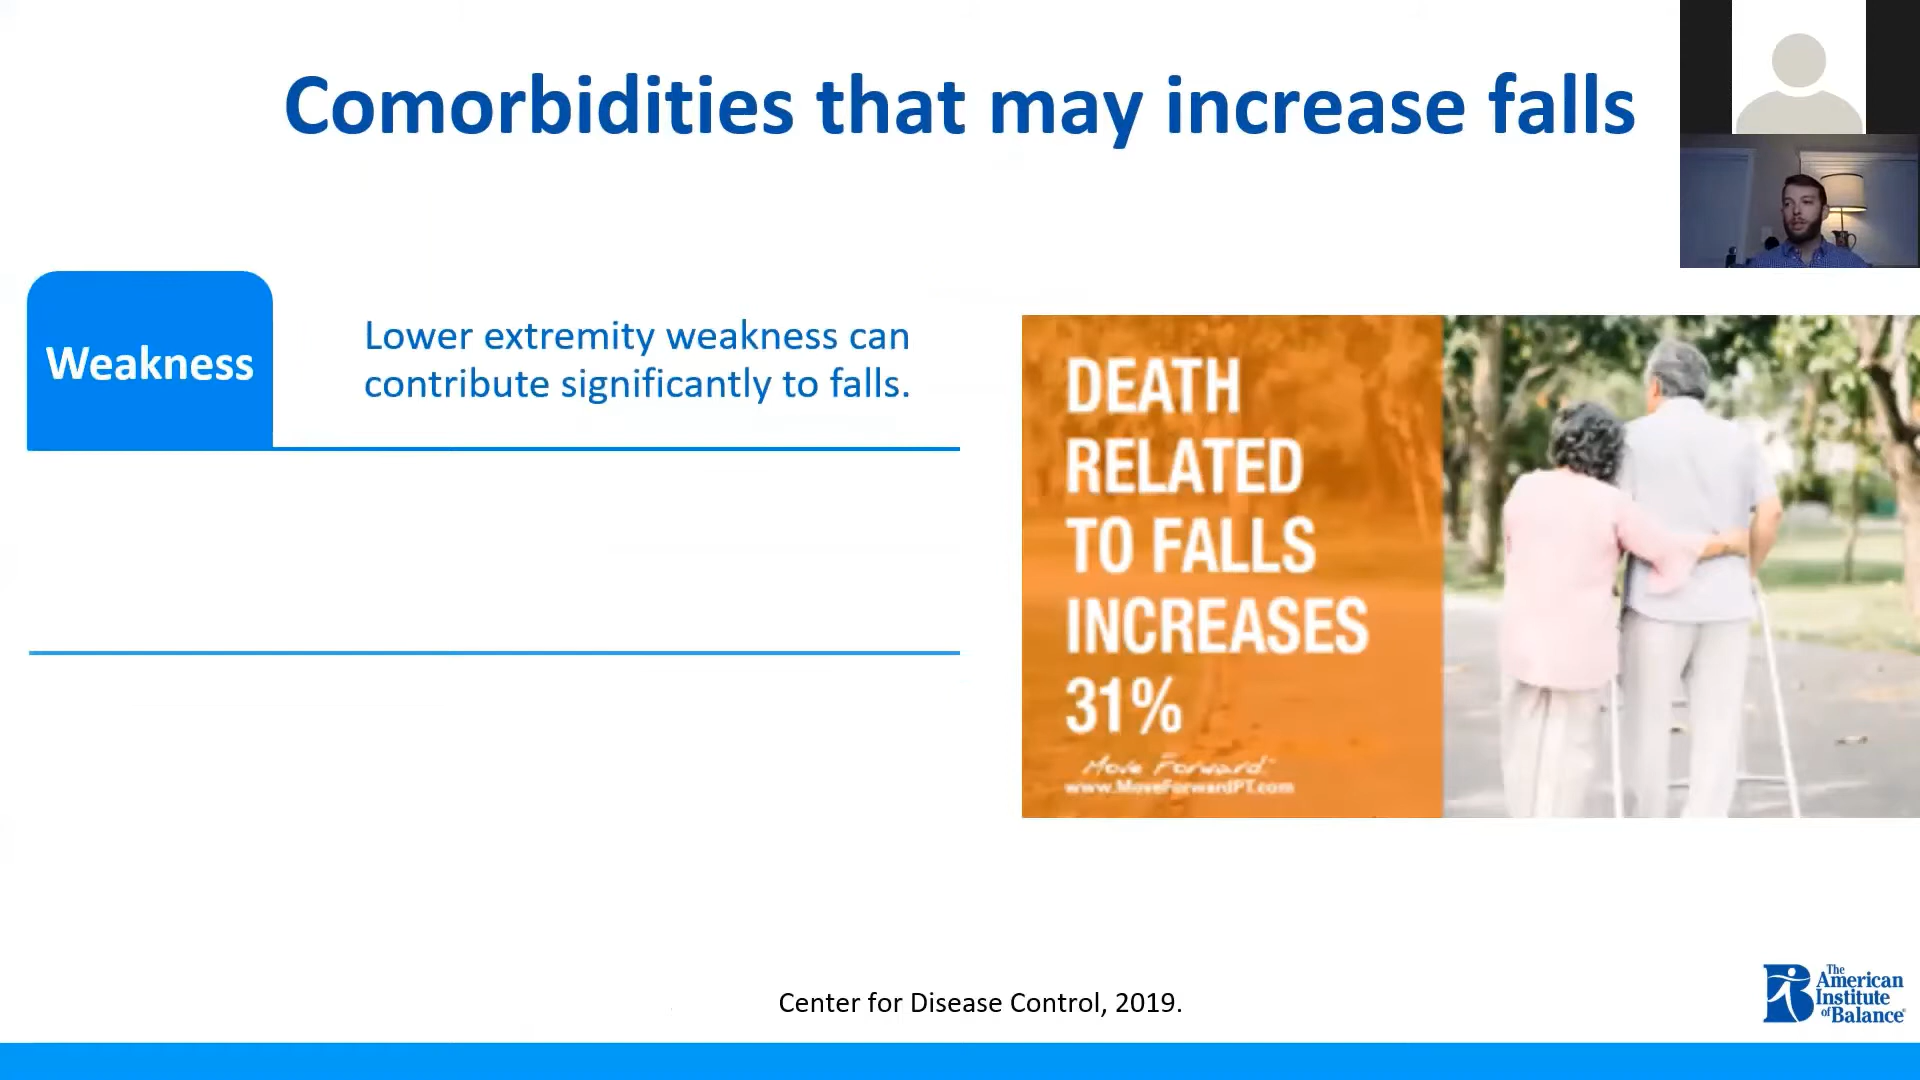 Comorbidities that may increase falls
Weakness
Lower extremity weakness can
contribute significantly to falls.
DEATH
RELATED
TO FALLS
INCREASES
31%
Move Forward
www.MoveForwardPT.com
Center for Disease Control, 2019.
The
American
Institute
of Balance